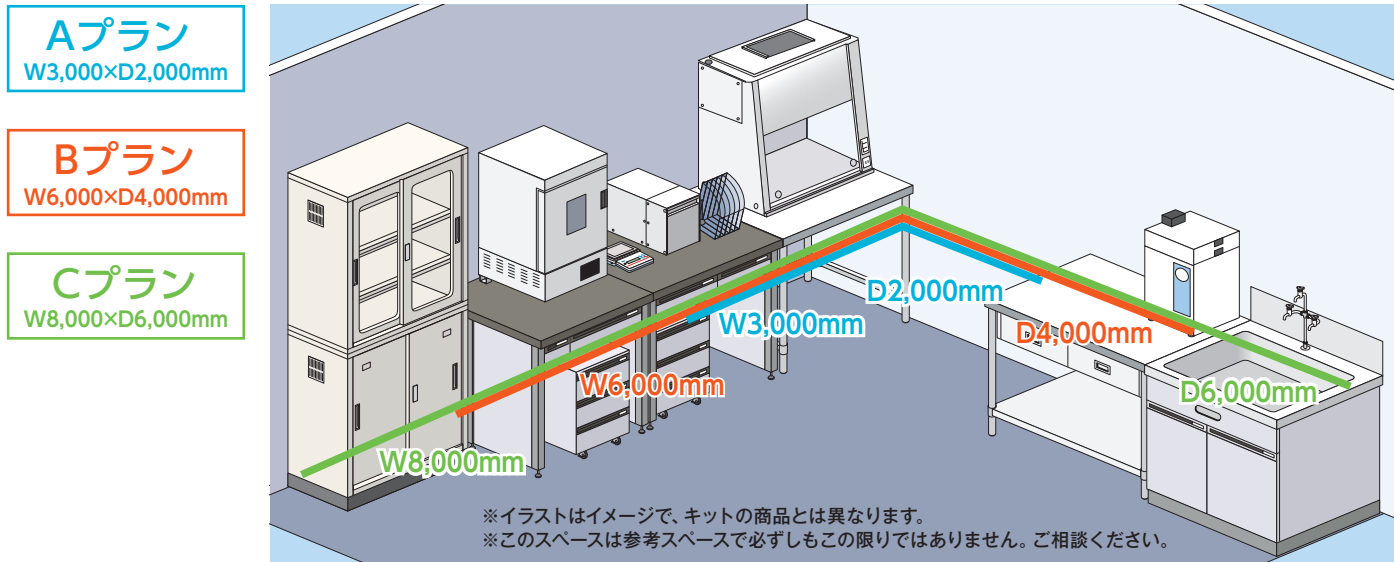 Aプラン
W3,000×D2,000mm
Bプラン
W6,000×D4,000mm
Cプラン
W8,000×D6,000mm
D2,000mm
W3,000mm
D4,000mm
W6,000mm
D6,000mm
W8,000mm
※イラストはイメージで、キットの商品とは異なります。
※このスペースは参考スペースで必ずしもこの限りではありません。ご相談ください。